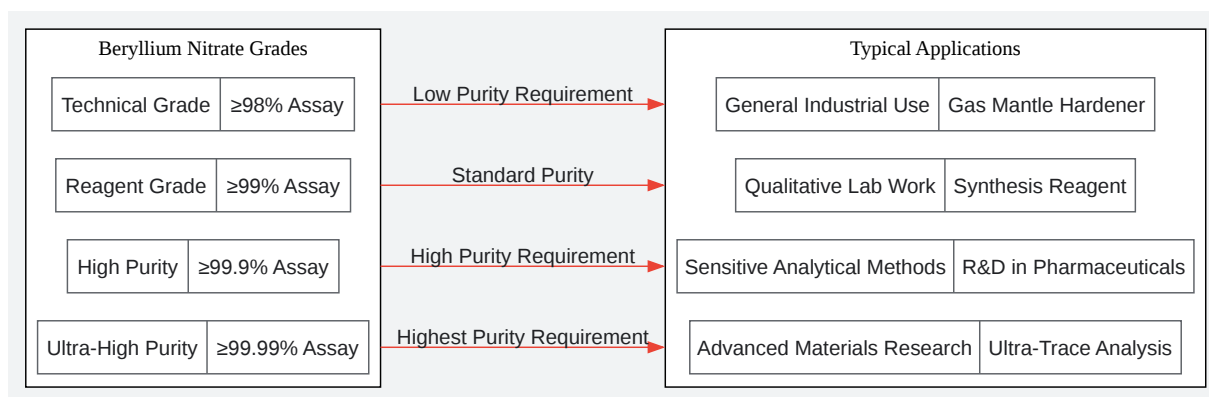 Beryllium Nitrate Grades
Typical Applications
Technical Grade ≥98% Assay
Low Purity Requirement
General Industrial Use Gas Mantle Hardener
Reagent Grade ≥99% Assay
Standard Purity
Qualitative Lab Work Synthesis Reagent
High Purity ≥99.9% Assay
High Purity Requirement
Sensitive Analytical Methods R&D in Pharmaceuticals
Ultra-High Purity ≥99.99% Assay
Highest Purity Requirement
Advanced Materials Research Ultra-Trace Analysis